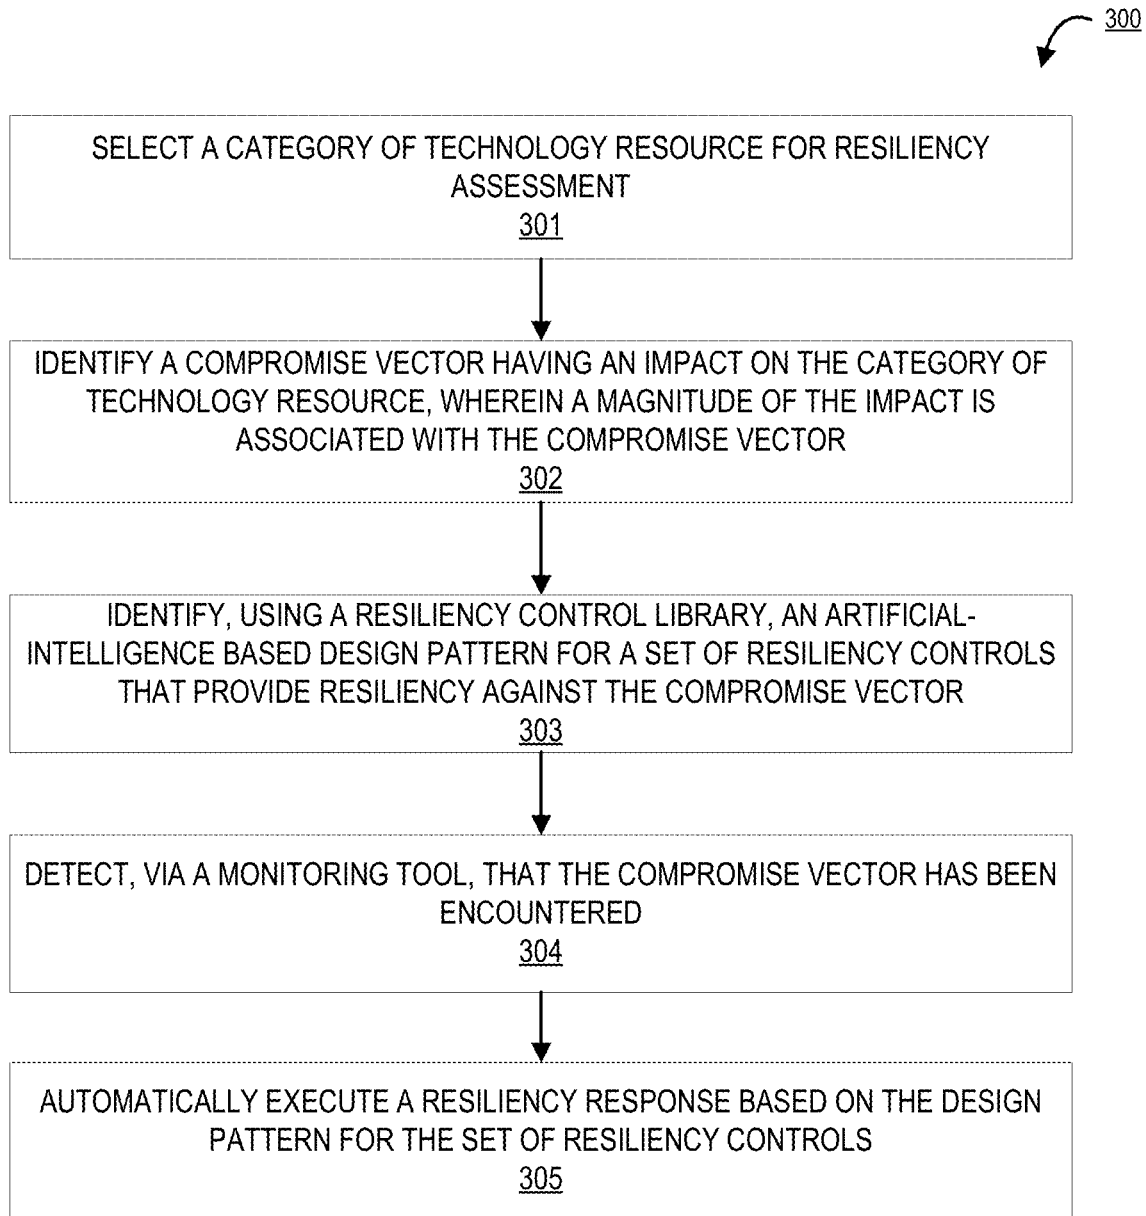 300
SELECT A CATEGORY OF TECHNOLOGY RESOURCE FOR RESILIENCY
ASSESSMENT
301
IDENTIFY A COMPROMISE VECTOR HAVING AN IMPACT ON THE CATEGORY OF
TECHNOLOGY RESOURCE, WHEREIN A MAGNITUDE OF THE IMPACT IS
ASSOCIATED WITH THE COMPROMISE VECTOR
302
IDENTIFY, USING A RESILIENCY CONTROL LIBRARY, AN ARTIFICIAL-
INTELLIGENCE BASED DESIGN PATTERN FOR A SET OF RESILIENCY CONTROLS
THAT PROVIDE RESILIENCY AGAINST THE COMPROMISE VECTOR
303
DETECT, VIA A MONITORING TOOL, THAT THE COMPROMISE VECTOR HAS BEEN
ENCOUNTERED
304
AUTOMATICALLY EXECUTE A RESILIENCY RESPONSE BASED ON THE DESIGN
PATTERN FOR THE SET OF RESILIENCY CONTROLS
305